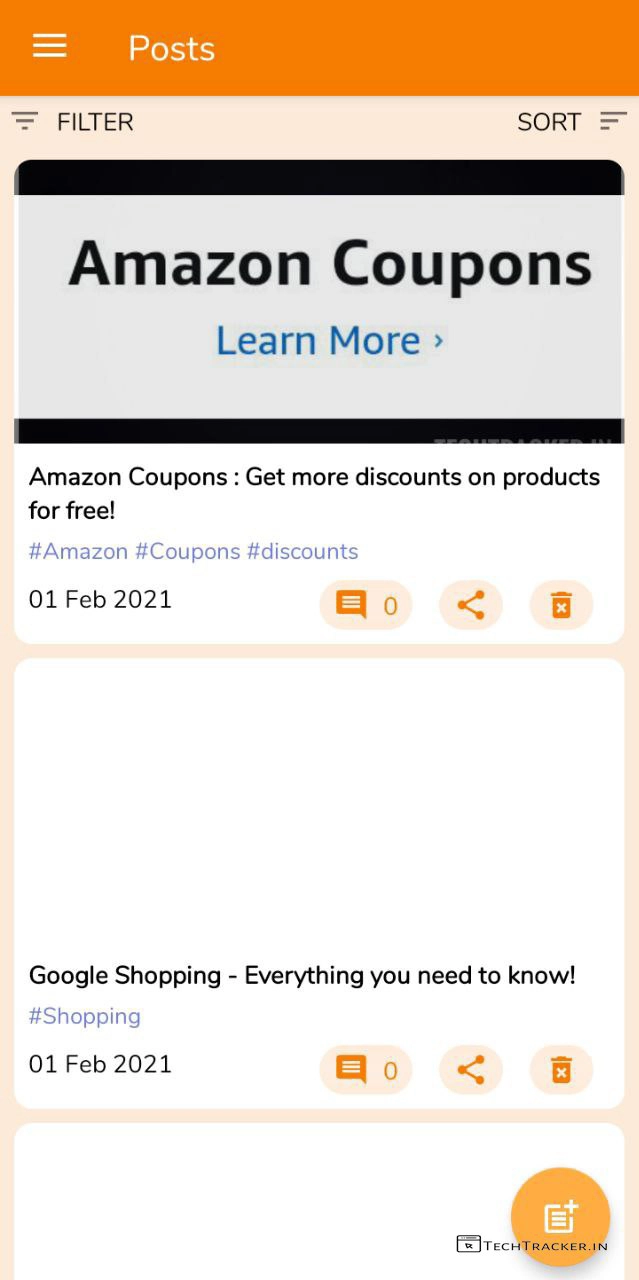 Posts
FILTER
SORT
Amazon Coupons
Learn More ›
TECHTRACKER.IN
Amazon Coupons : Get more discounts on products
for free!
#Amazon #Coupons #discounts
01 Feb 2021
0
Google Shopping - Everything you need to know!
#Shopping
01 Feb 2021
0
TECHTRACKER.IN